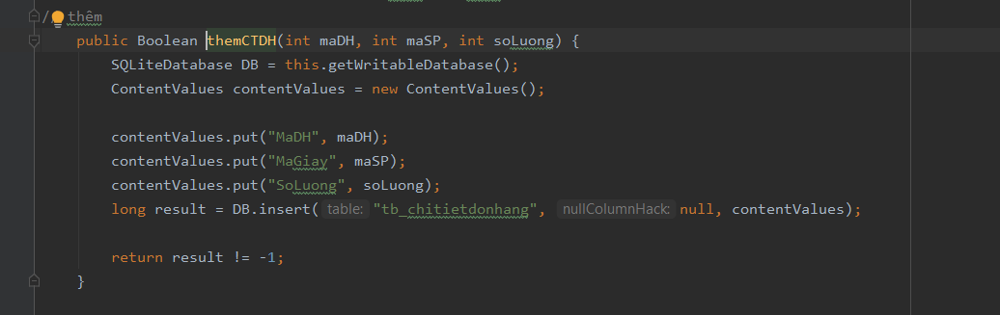 / thêm
public Boolean themCTDH(int maDH, int maSP, int soLuong) {
SQLiteDatabase DB = this.getWritableDatabase();
ContentValues contentValues = new ContentValues();
contentValues.put("MaDH", maDH);
contentValues.put("MaGiay", maSP);
contentValues.put("SoLuong", soLuong);
long result = DB.insert( table: "tb_chitietdonhang", nullColumnHack: null, contentValues);
return result != -1;
}